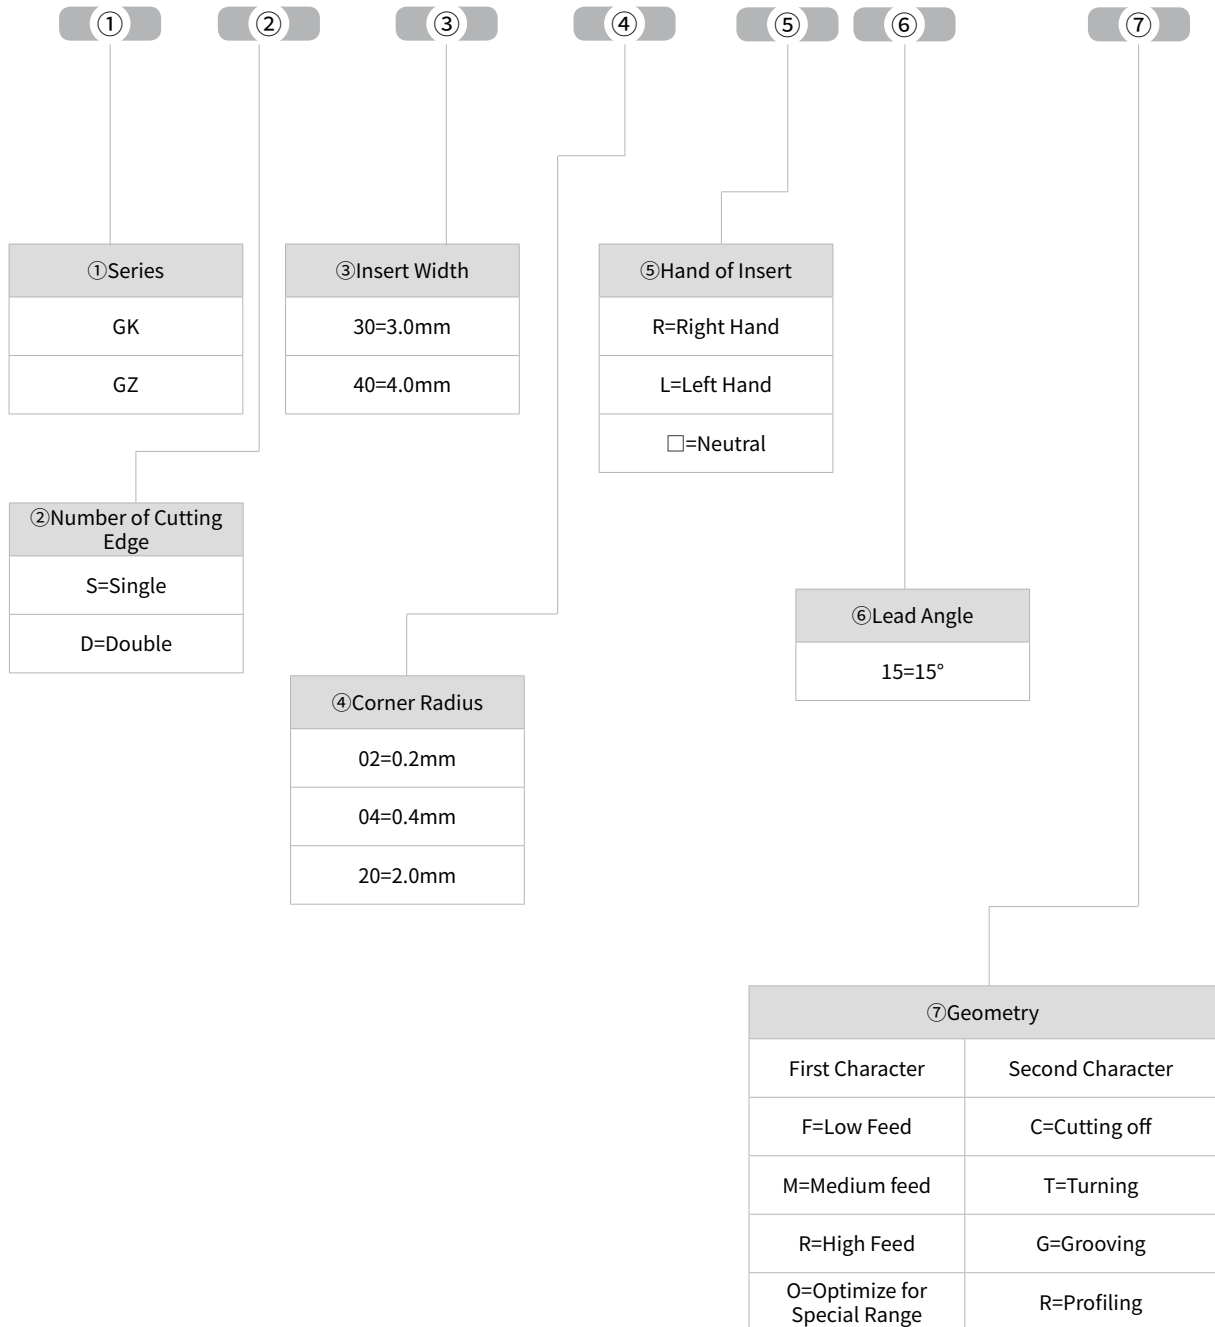 ① ② ③ ④ ⑤ ⑥ ⑦
①Series
GK
GZ
③Insert Width
30=3.0mm
40=4.0mm
⑤Hand of Insert
R=Right Hand
L=Left Hand
□=Neutral
②Number of Cutting
Edge
S=Single
D=Double
⑥Lead Angle
15=15°
④Corner Radius
02=0.2mm
04=0.4mm
20=2.0mm
⑦Geometry
First Character Second Character
F=Low Feed C=Cutting off
M=Medium feed T=Turning
R=High Feed G=Grooving
O=Optimize for
Special Range
R=Profiling